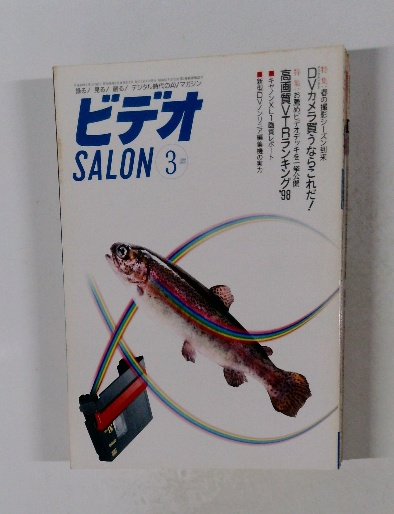 撮る！見る！創る！デジタル時代のAVマガジン
ビデオ
SALON
3
特集 春の撮影シーズン到来
DVカメラ買うならこれだ！
特集 お薦めビデオデッキを一挙公開
高画質VTRランキング'98
■キヤノンXL1画質レポート
■新型DVノンリニア編集機の実力